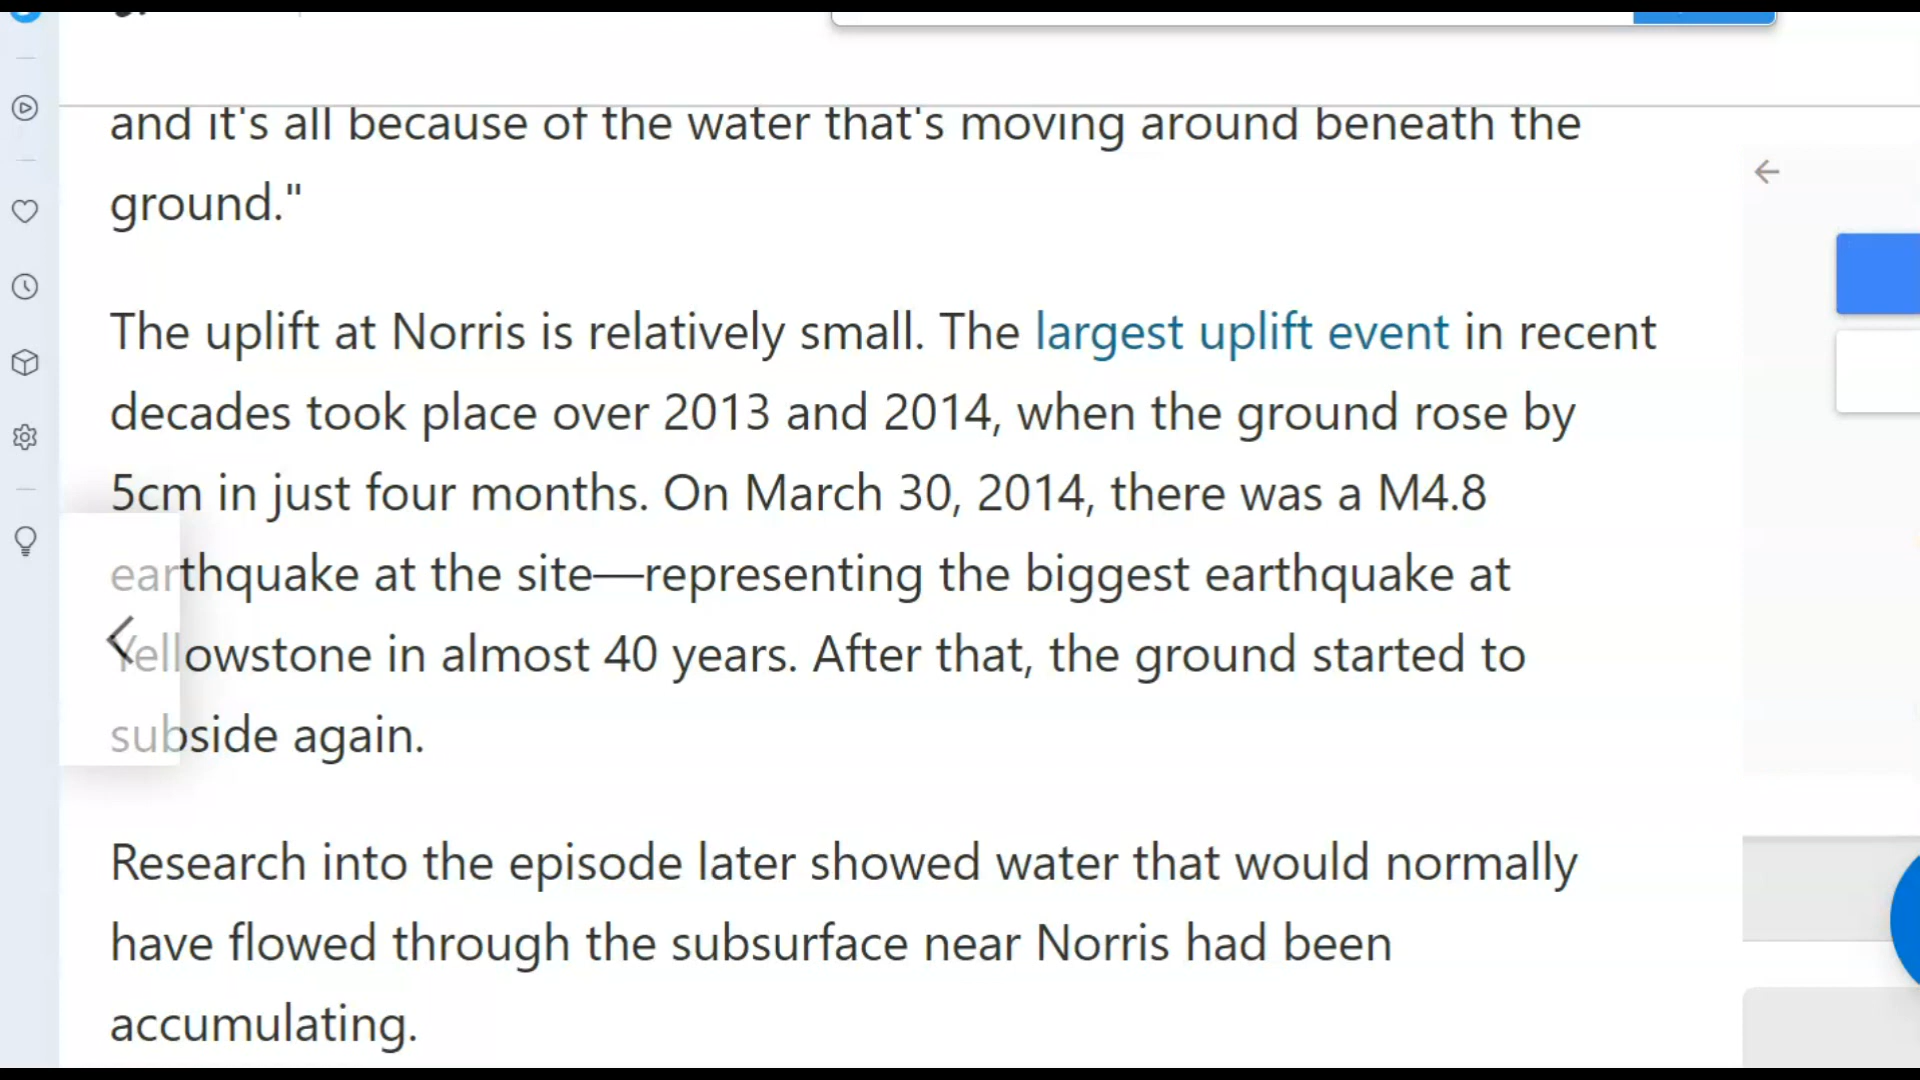 and it's all because of the water that's moving around beneath the
ground."
The uplift at Norris is relatively small. The largest uplift event in recent
decades took place over 2013 and 2014, when the ground rose by
5cm in just four months. On March 30, 2014, there was a M4.8
earthquake at the site—representing the biggest earthquake at
Yellowstone in almost 40 years. After that, the ground started to
subside again.
Research into the episode later showed water that would normally
have flowed through the subsurface near Norris had been
accumulating.